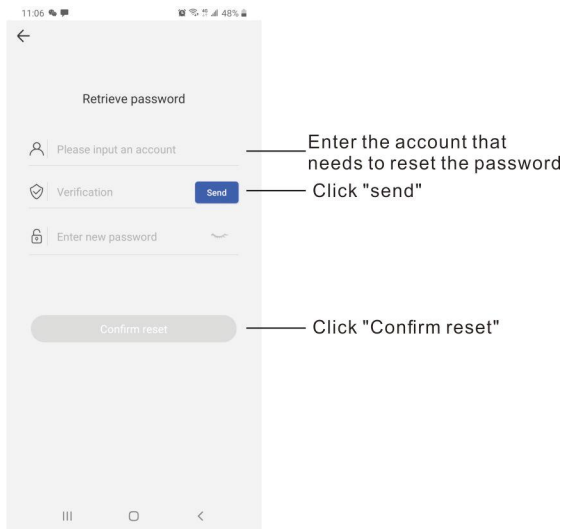 11:06 48%
Retrieve password
Please input an account
Enter the account that
needs to reset the password
Verification
Send
Click "send"
Enter new password
Confirm reset
Click "Confirm reset"